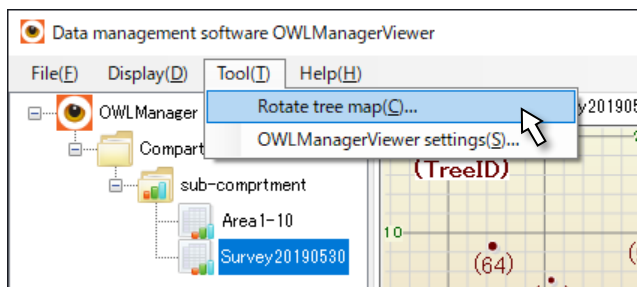 Data management software OWLManagerViewer
File(F) Display(D) Tool(T) Help(H)
Rotate tree map(C)...
OWLManagerViewer settings(S)...
OWLManager
Compart
sub-comprtment
Area1-10
Survey20190530
y201905
(TreeID)
10
(64)